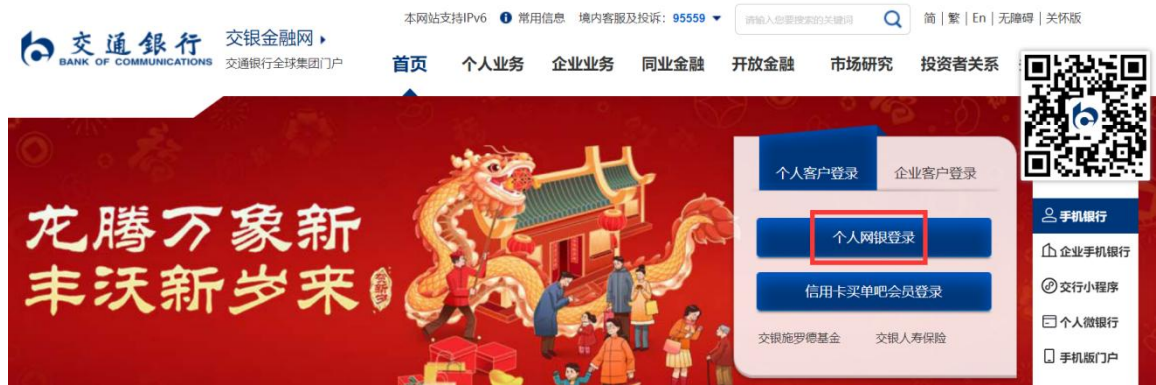 本网站支持IPv6 常用信息 境内客服及投诉：95559 请输入您要搜索的关键词 简|繁|En|无障碍|关怀版
交通銀行
BANK OF COMMUNICATIONS
交银金融网
交通银行全球集团门户
首页 个人业务 企业业务 同业金融 开放金融 市场研究 投资者关系
个人客户登录 企业客户登录
龙腾万象新
丰沃新岁来
个人网银登录
信用卡买单吧会员登录
交银施罗德基金 交银人寿保险
手机银行
企业手机银行
交行小程序
个人微银行
手机版门户